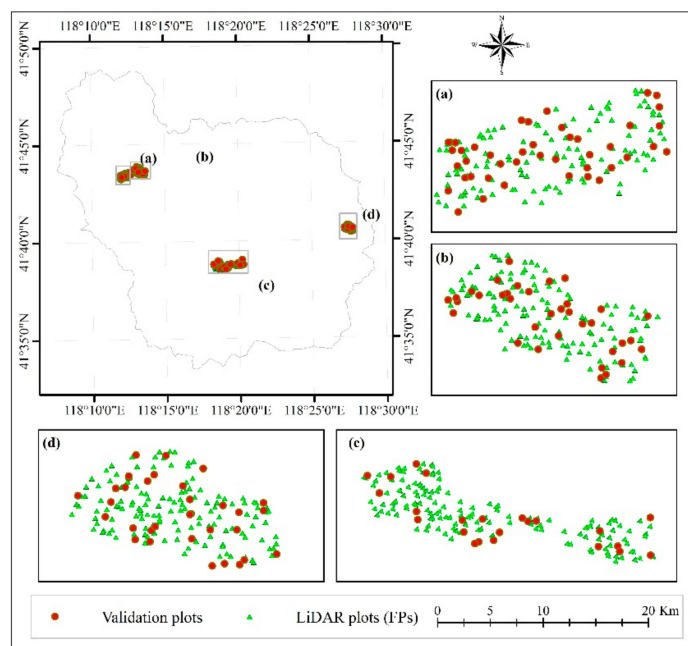 118°10'0"E 118°15'0"E 118°20'0"E 118°27'0"E 118°30'0"E
N
W E
S
41°50'0"N
41°45'0"N
41°40'0"N
41°35'0"N
41°45'0"N
41°40'0"N
41°35'0"N
(a)
(b)
(d)
(c)
118°10'0"E 118°15'0"E 118°20'0"E 118°27'0"E 118°30'0"E
(a)
(b)
(d)
(c)
Validation plots
LiDAR plots (FPs)
0 5 10 15 20
Km